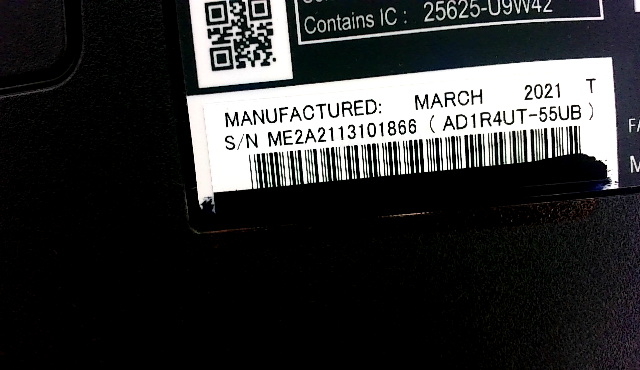 Contains IC : 25625-U9W42
MANUFACTURED: MARCH 2021 T
S/N ME2A2113101866 ( AD1R4UT-55UB )